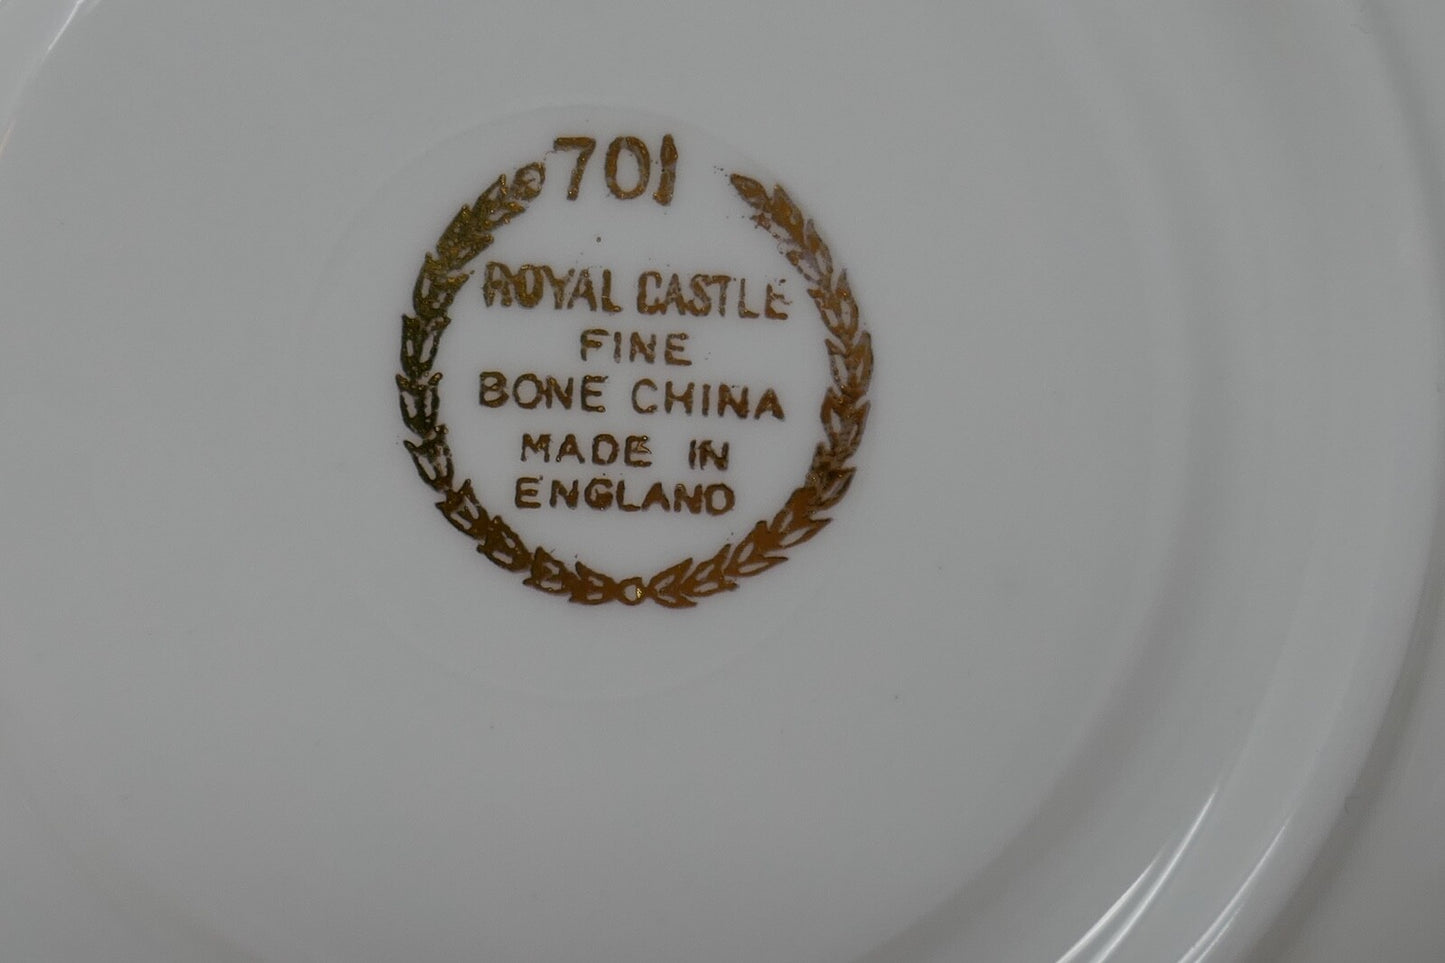 701
ROYAL CASTLE
FINE
BONE CHINA
MADE IN
ENGLAND